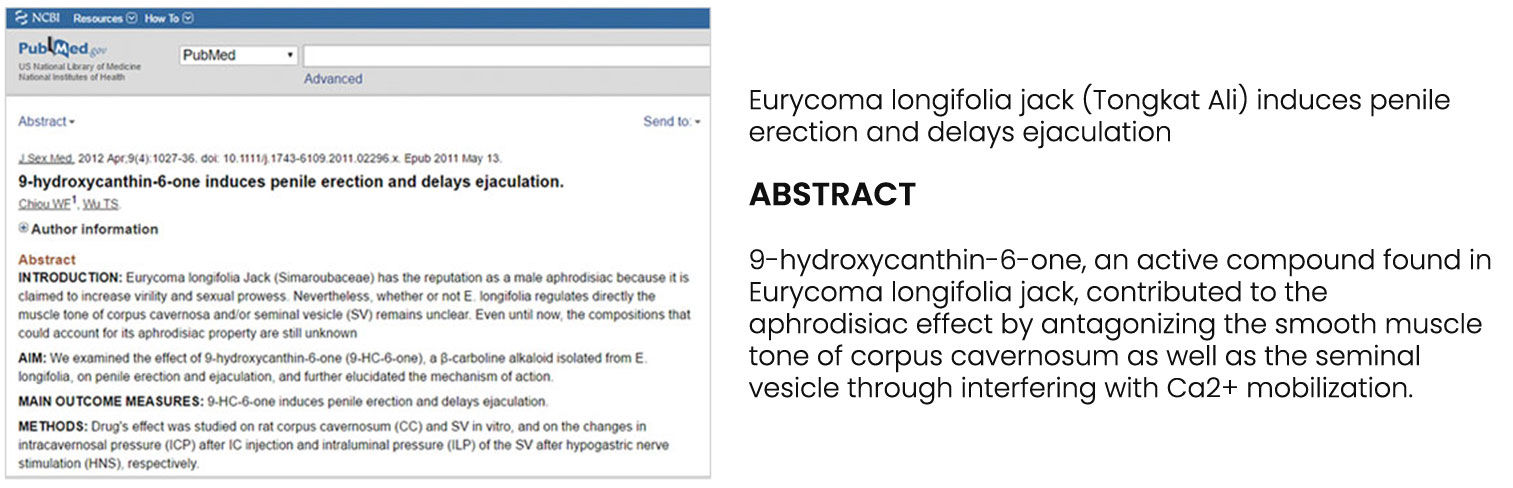 NCBI Resources How To
PubMed.gov
US National Library of Medicine
National Institutes of Health
PubMed
Advanced
Abstract
Send to:
J Sex Med. 2012 Apr;9(4):1027-36. doi: 10.1111/j.1743-6109.2011.02296.x. Epub 2011 May 13.
9-hydroxycanthin-6-one induces penile erection and delays ejaculation.
Chiou WF1, Wu TS.
Author information
Abstract
INTRODUCTION: Eurycoma longifolia Jack (Simaroubaceae) has the reputation as a male aphrodisiac because it is
claimed to increase virility and sexual prowess. Nevertheless, whether or not E. longifolia regulates directly the
muscle tone of corpus cavernosa and/or seminal vesicle (SV) remains unclear. Even until now, the compositions that
could account for its aphrodisiac property are still unknown
AIM: We examined the effect of 9-hydroxycanthin-6-one (9-HC-6-one), a β-carboline alkaloid isolated from E.
longifolia, on penile erection and ejaculation, and further elucidated the mechanism of action.
MAIN OUTCOME MEASURES: 9-HC-6-one induces penile erection and delays ejaculation.
METHODS: Drug's effect was studied on rat corpus cavernosum (CC) and SV in vitro, and on the changes in
intracavernosal pressure (ICP) after IC injection and intraluminal pressure (ILP) of the SV after hypogastric nerve
stimulation (HNS), respectively.
Eurycoma longifolia jack (Tongkat Ali) induces penile
erection and delays ejaculation
ABSTRACT
9-hydroxycanthin-6-one, an active compound found in
Eurycoma longifolia jack, contributed to the
aphrodisiac effect by antagonizing the smooth muscle
tone of corpus cavernosum as well as the seminal
vesicle through interfering with Ca2+ mobilization.